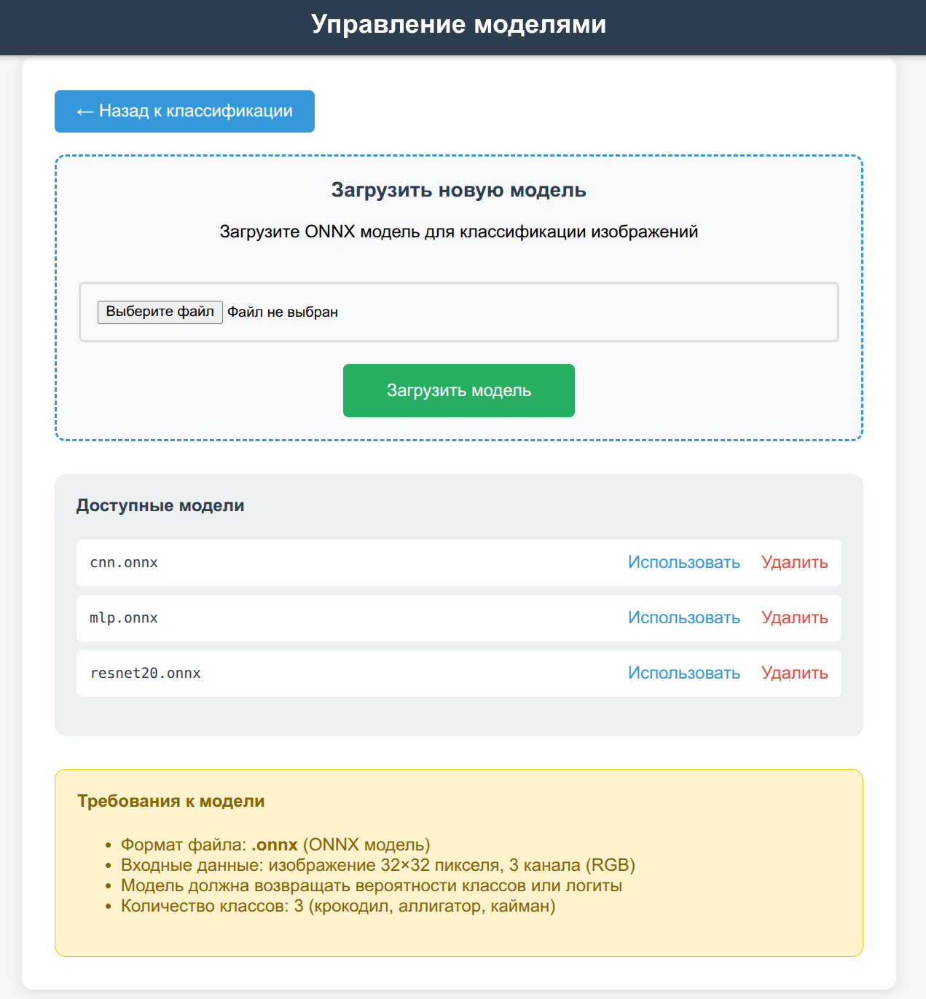 Управление моделями
← Назад к классификации
Загрузить новую модель
Загрузите ONNX модель для классификации изображений
Выберите файл Файл не выбран
Загрузить модель
Доступные модели
cnn.onnx Использовать Удалить
mlp.onnx Использовать Удалить
resnet20.onnx Использовать Удалить
Требования к модели
• Формат файла: .onnx (ONNX модель)
• Входные данные: изображение 32×32 пикселя, 3 канала (RGB)
• Модель должна возвращать вероятности классов или логиты
• Количество классов: 3 (крокодил, аллигатор, кайман)